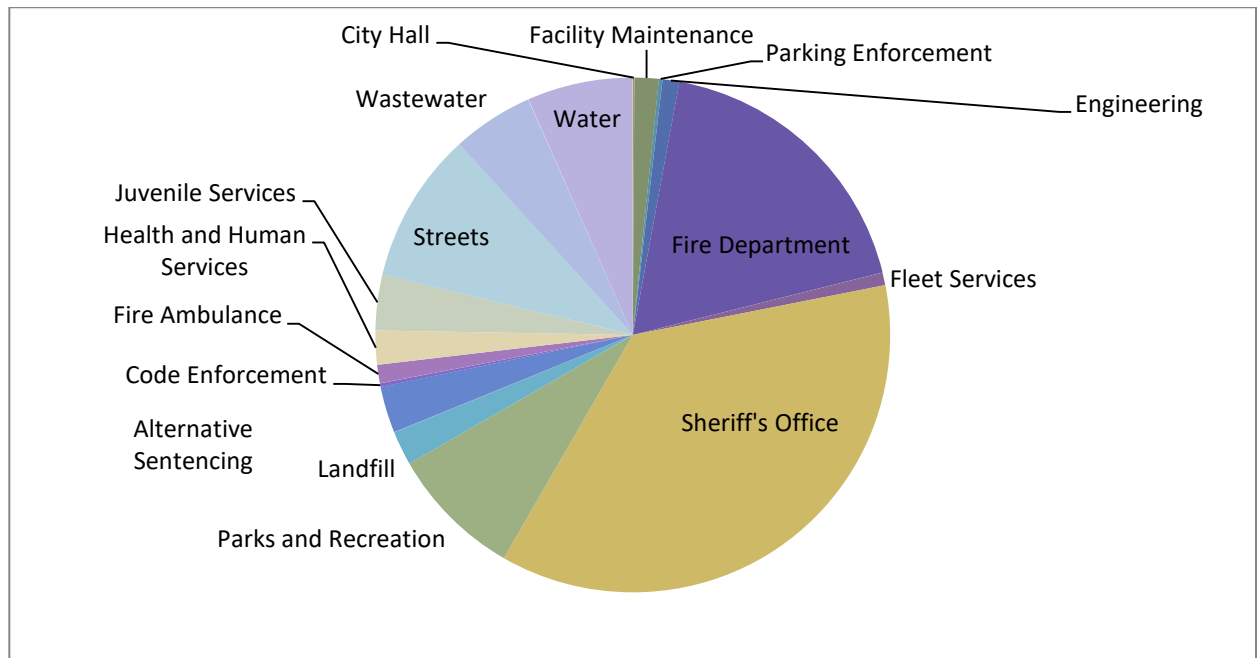 City Hall
Facility Maintenance
Parking Enforcement
Engineering
Wastewater
Water
Juvenile Services
Health and Human
Services
Streets
Fire Department
Fleet Services
Fire Ambulance
Code Enforcement
Sheriff's Office
Alternative
Sentencing
Landfill
Parks and Recreation